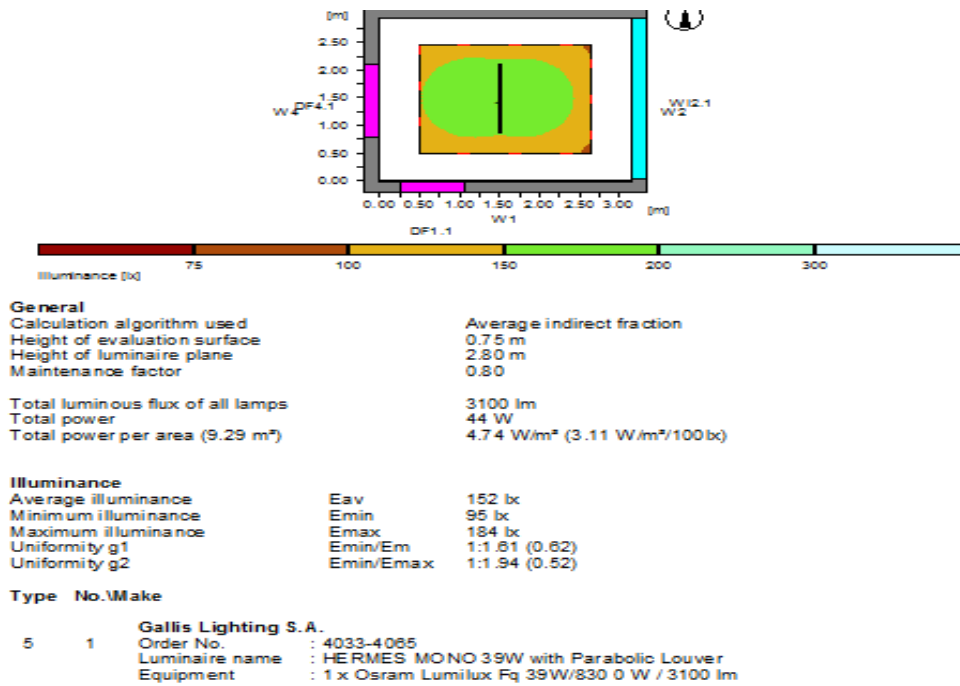 [m]
2.50
2.00
1.50
1.00
0.50
0.00
W4
DF4.1
W2
0.00 0.50 1.00 1.50 2.00 2.50 3.00 [m]
W1
DF1.1
75 100 150 200 300
Illuminance [lx]
General
Calculation algorithm used Average indirect fraction
Height of evaluation surface 0.75 m
Height of luminaire plane 2.80 m
Maintenance factor 0.80
Total luminous flux of all lamps 3100 lm
Total power 44 W
Total power per area (9.29 m²) 4.74 W/m² (3.11 W/m²/100lx)
Illuminance
Average illuminance Eav 152 lx
Minimum illuminance Emin 95 lx
Maximum illuminance Emax 184 lx
Uniformity g1 Emin/Em 1:1.61 (0.62)
Uniformity g2 Emin/Emax 1:1.94 (0.52)
Type No.\Make
Gallis Lighting S.A.
5 1 Order No. : 4033-4065
Luminaire name : HERMES MONO 39W with Parabolic Louver
Equipment : 1 x Osram Lumilux Fq 39W/830 0 W / 3100 lm